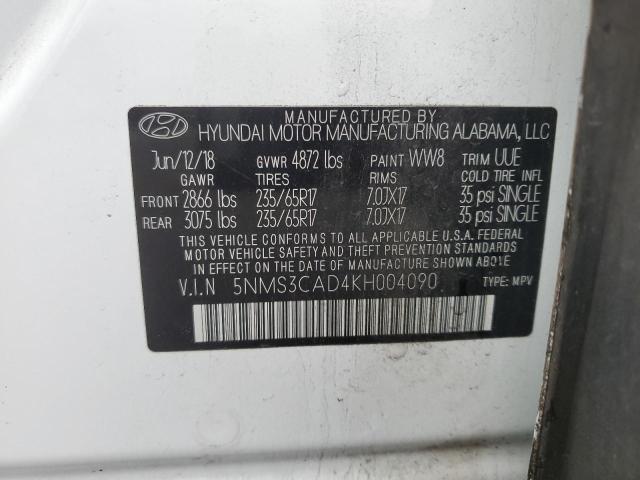 MANUFACTURED BY
HYUNDAI MOTOR MANUFACTURING ALABAMA, LLC
Jun/12/18 GVWR 4872 lbs PAINT WW8 TRIM UUE
GAWR TIRES RIMS COLD TIRE INFL
FRONT 2866 lbs 235/65R17 7.0JX17 35 psi SINGLE
REAR 3075 lbs 235/65R17 7.0JX17 35 psi SINGLE
THIS VEHICLE CONFORMS TO ALL APPLICABLE U.S.A. FEDERAL
MOTOR VEHICLE SAFETY AND THEFT PREVENTION STANDARDS
IN EFFECT ON THE DATE OF MANUFACTURE SHOWN ABOVE.
V.I.N 5NMS3CAD4KH004090 TYPE: MPV